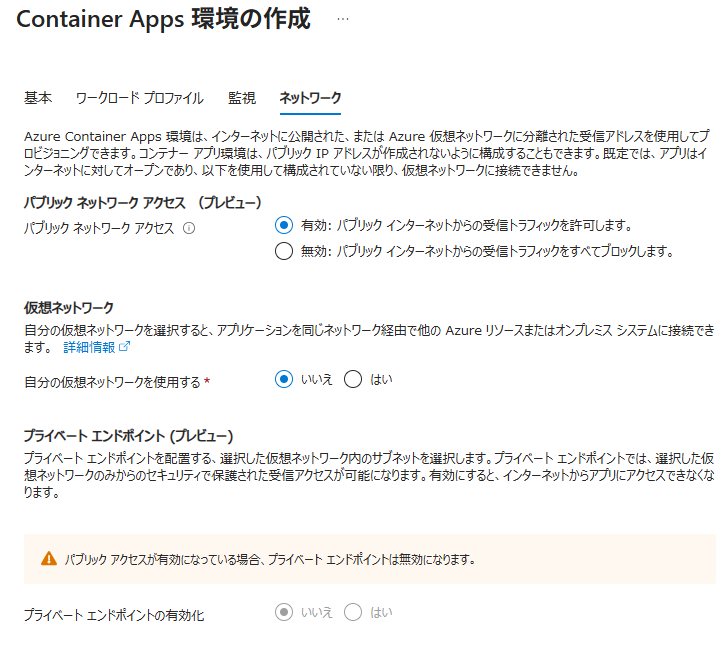 Container Apps 環境の作成 …
基本 ワークロード プロファイル 監視 ネットワーク
Azure Container Apps 環境は、インターネットに公開された、または Azure 仮想ネットワークに分離された受信アドレスを使用してプ
ロビジョニングできます。コンテナー アプリ環境は、パブリック IP アドレスが作成されないように構成することもできます。既定では、アプリはイ
ンターネットに対してオープンであり、以下を使用して構成されていない限り、仮想ネットワークに接続できません。
パブリック ネットワーク アクセス （プレビュー）
パブリック ネットワーク アクセス
有効: パブリック インターネットからの受信トラフィックを許可します。
無効: パブリック インターネットからの受信トラフィックをすべてブロックします。
仮想ネットワーク
自分の仮想ネットワークを選択すると、アプリケーションを同じネットワーク経由で他の Azure リソースまたはオンプレミス システムに接続でき
ます。 詳細情報
自分の仮想ネットワークを使用する * いいえ はい
プライベート エンドポイント (プレビュー)
プライベート エンドポイントを配置する、選択した仮想ネットワーク内のサブネットを選択します。プライベート エンドポイントでは、選択した仮
想ネットワークのみからのセキュリティで保護された受信アクセスが可能になります。有効にすると、インターネットからアプリにアクセスできなくな
ります。
パブリック アクセスが有効になっている場合、プライベート エンドポイントは無効になります。
プライベート エンドポイントの有効化 いいえ はい